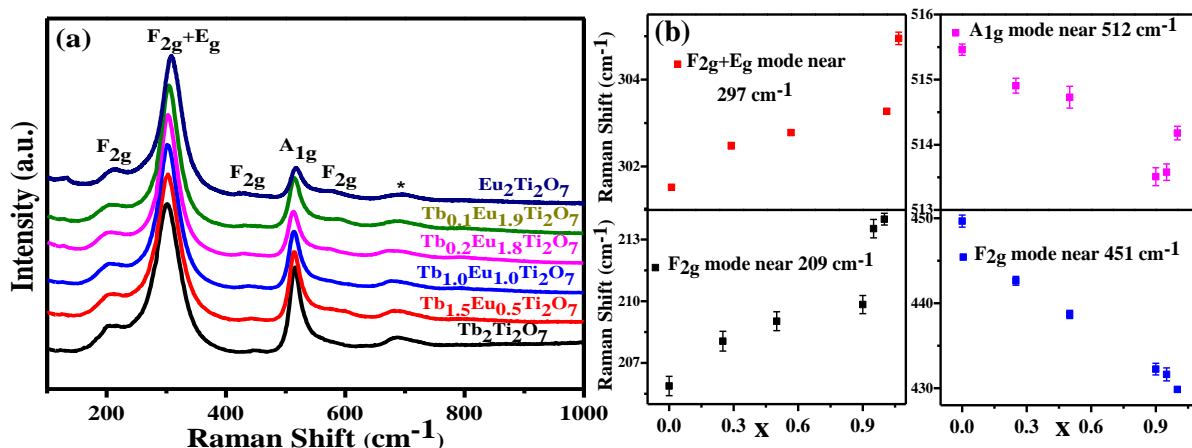 (a)
F2g+Eg
F2g
F2g
A1g
F2g
*
Eu2Ti2O7
Tb0.1Eu1.9Ti2O7
Tb0.2Eu1.8Ti2O7
Tb1.0Eu1.0Ti2O7
Tb1.5Eu0.5Ti2O7
Tb2Ti2O7
Intensity (a.u.)
200 400 600 800 1000
Raman Shift (cm-1)
(b)
F2g+Eg mode near
297 cm-1
304
302
Raman Shift (cm-1)
516
515
514
513
A1g mode near 512 cm-1
F2g mode near 209 cm-1
213
210
207
Raman Shift (cm-1)
0.0 0.3 0.6 0.9
X
450
440
430
F2g mode near 451 cm-1
0.0 0.3 0.6 0.9
X